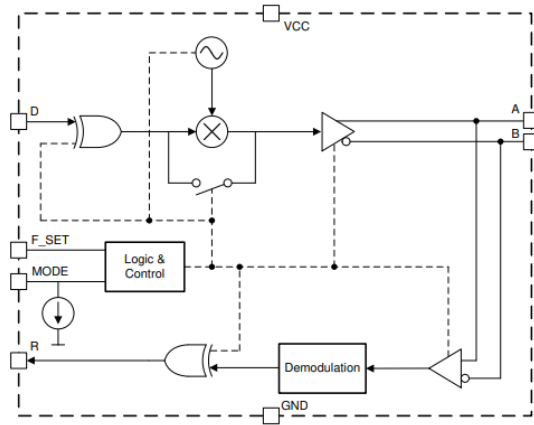 VCC
D
A
B
F_SET
Logic &
Control
MODE
R
Demodulation
GND